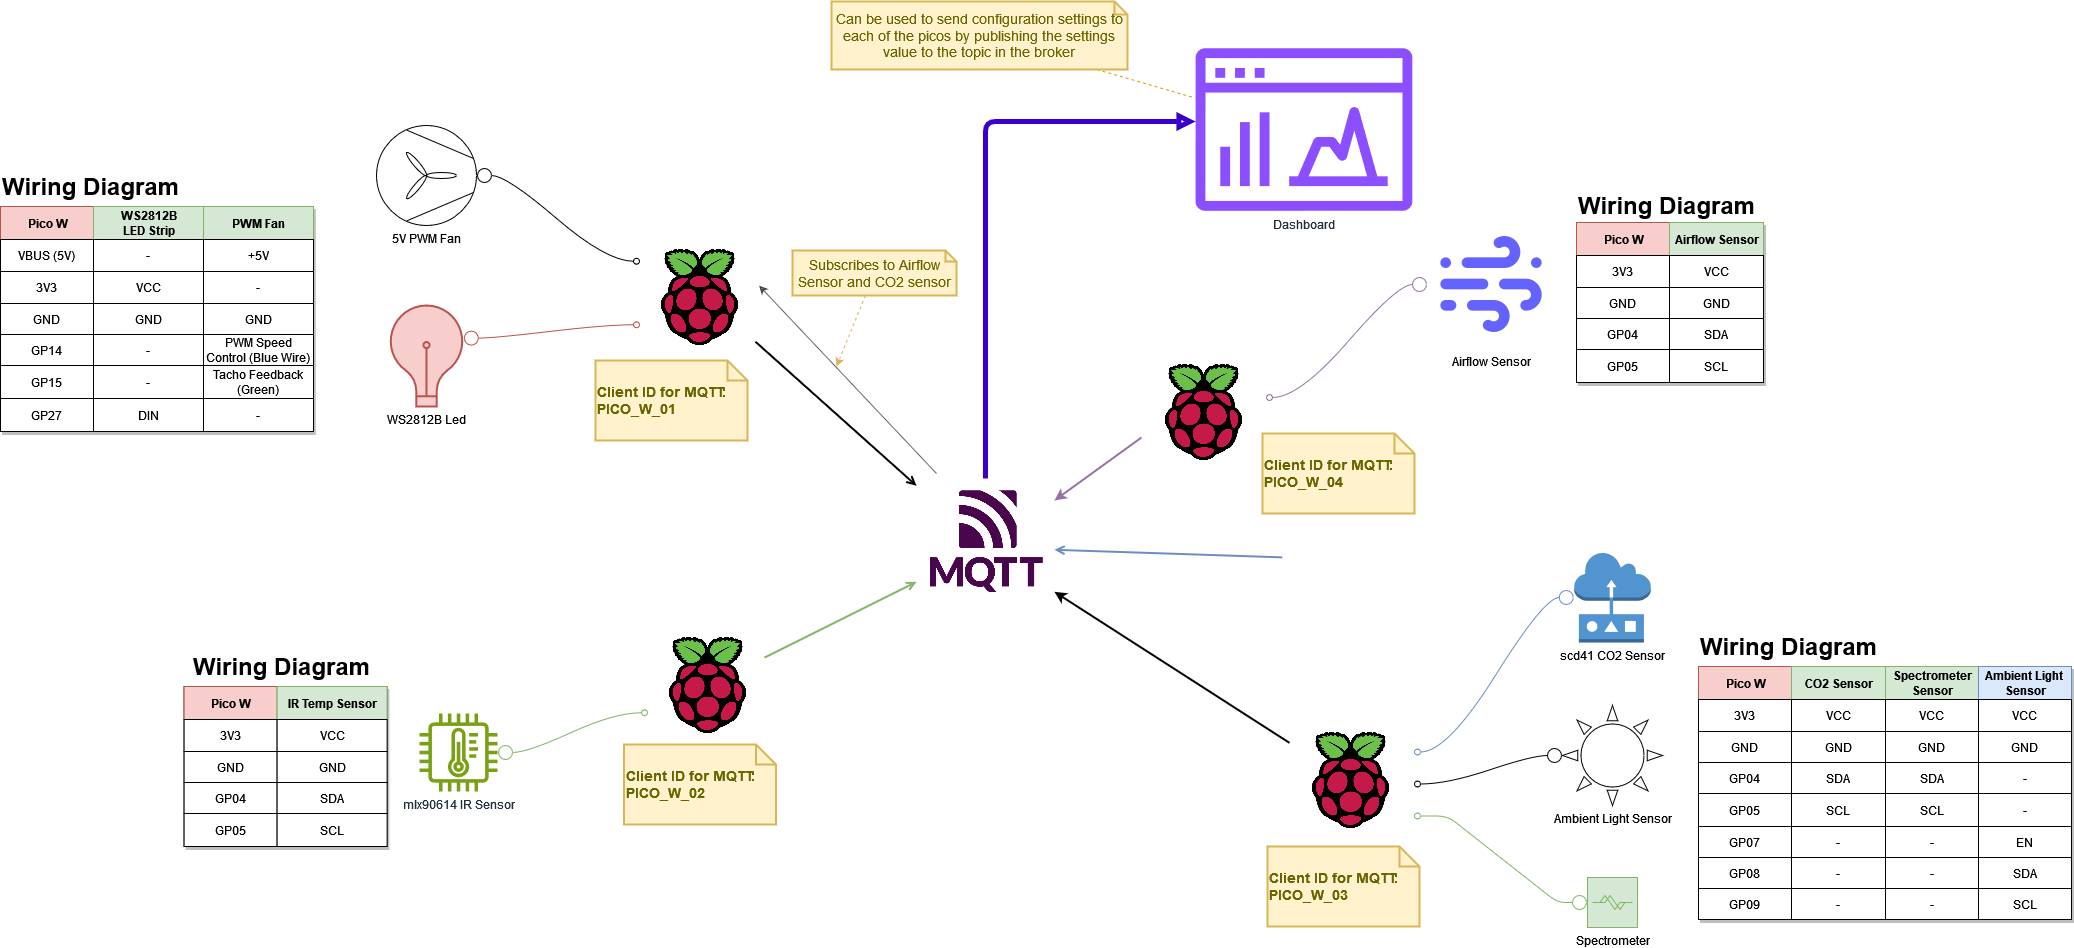 Can be used to send configuration settings to
each of the picos by publishing the settings
value to the topic in the broker
Dashboard
Wiring Diagram
Pico W WS2812B LED Strip PWM Fan
VBUS (5V) - +5V
3V3 VCC -
GND GND GND
GP14 - PWM Speed Control (Blue Wire)
GP15 - Tacho Feedback (Green)
GP27 DIN -
5V PWM Fan
WS2812B Led
Client ID for MQTT:
PICO_W_01
Subscribes to Airflow
Sensor and CO2 sensor
Wiring Diagram
Pico W Airflow Sensor
3V3 VCC
GND GND
GP04 SDA
GP05 SCL
Airflow Sensor
Client ID for MQTT:
PICO_W_04
MQTT
Wiring Diagram
Pico W IR Temp Sensor
3V3 VCC
GND GND
GP04 SDA
GP05 SCL
mlx90614 IR Sensor
Client ID for MQTT:
PICO_W_02
scd41 CO2 Sensor
Ambient Light Sensor
Spectrometer
Client ID for MQTT:
PICO_W_03
Wiring Diagram
Pico W CO2 Sensor Spectrometer Sensor Ambient Light Sensor
3V3 VCC VCC VCC
GND GND GND GND
GP04 SDA SDA -
GP05 SCL SCL -
GP07 - - EN
GP08 - - SDA
GP09 - - SCL